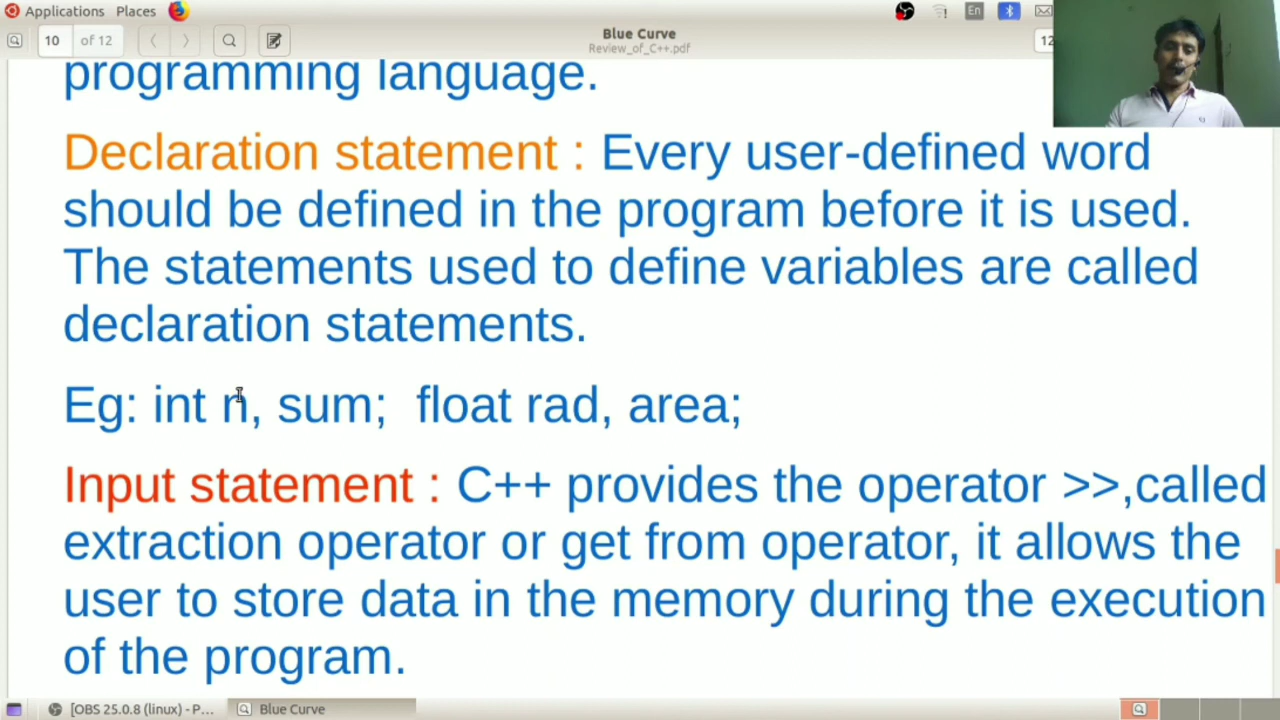 Applications Places En
10 of 12
Blue Curve
Review_of_C++.pdf
12
programming language.
Declaration statement : Every user-defined word
should be defined in the program before it is used.
The statements used to define variables are called
declaration statements.
Eg: int n, sum; float rad, area;
Input statement : C++ provides the operator >>,called
extraction operator or get from operator, it allows the
user to store data in the memory during the execution
of the program.
[OBS 25.0.8 (linux) - P... Blue Curve